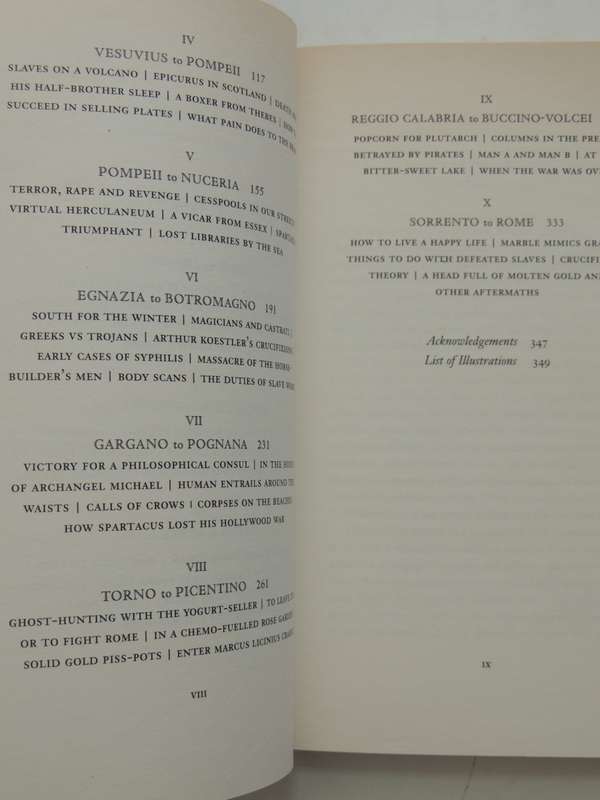 IV
VESUVIUS to POMPEII 117
SLAVES ON A VOLCANO | EPICURUS IN SCOTLAND |
HIS HALF-BROTHER SLEEP | A BOXER FROM THEBES |
SUCCEED IN SELLING PLATES | WHAT PAIN DOES TO THE
V
POMPEII to NUCERIA 155
TERROR, RAPE AND REVENGE | CESSPOOLS IN OUR
VIRTUAL HERCULANEUM | A VICAR FROM ESSEX |
TRIUMPHANT | LOST LIBRARIES BY THE SEA
VI
EGNAZIA to BOTROMAGNO 191
SOUTH FOR THE WINTER | MAGICIANS AND CASTRATI |
GREEKS VS TROJANS | ARTHUR KOESTLER'S
EARLY CASES OF SYPHILIS | MASSACRE OF THE
BUILDER'S MEN | BODY SCANS | THE DUTIES OF SLAVE
VII
GARGANO to POGNANA 231
VICTORY FOR A PHILOSOPHICAL CONSUL | IN THE
OF ARCHANGEL MICHAEL | HUMAN ENTRAILS AROUND
WAISTS | CALLS OF CROWS | CORPSES ON THE BEACHES
HOW SPARTACUS LOST HIS HOLLYWOOD WAR
VIII
TORNO to PICENTINO 261
GHOST-HUNTING WITH THE YOGURT-SELLER | TO
OR TO FIGHT ROME | IN A CHEMO-FUELLED ROSE GARDEN
SOLID GOLD PISS-POTS | ENTER MARCUS LICINIUS
VIII
IX
REGGIO CALABRIA to BUCCINO-VOLCEI
POPCORN FOR PLUTARCH | COLUMNS IN THE
BETRAYED BY PIRATES | MAN A AND MAN B | AT
BITTER-SWEET LAKE | WHEN THE WAR WAS
X
SORRENTO to ROME 333
HOW TO LIVE A HAPPY LIFE | MARBLE MIMICS
THINGS TO DO WITH DEFEATED SLAVES |
THEORY | A HEAD FULL OF MOLTEN GOLD AND
OTHER AFTERMATHS
Acknowledgements 347
List of Illustrations 349
IX